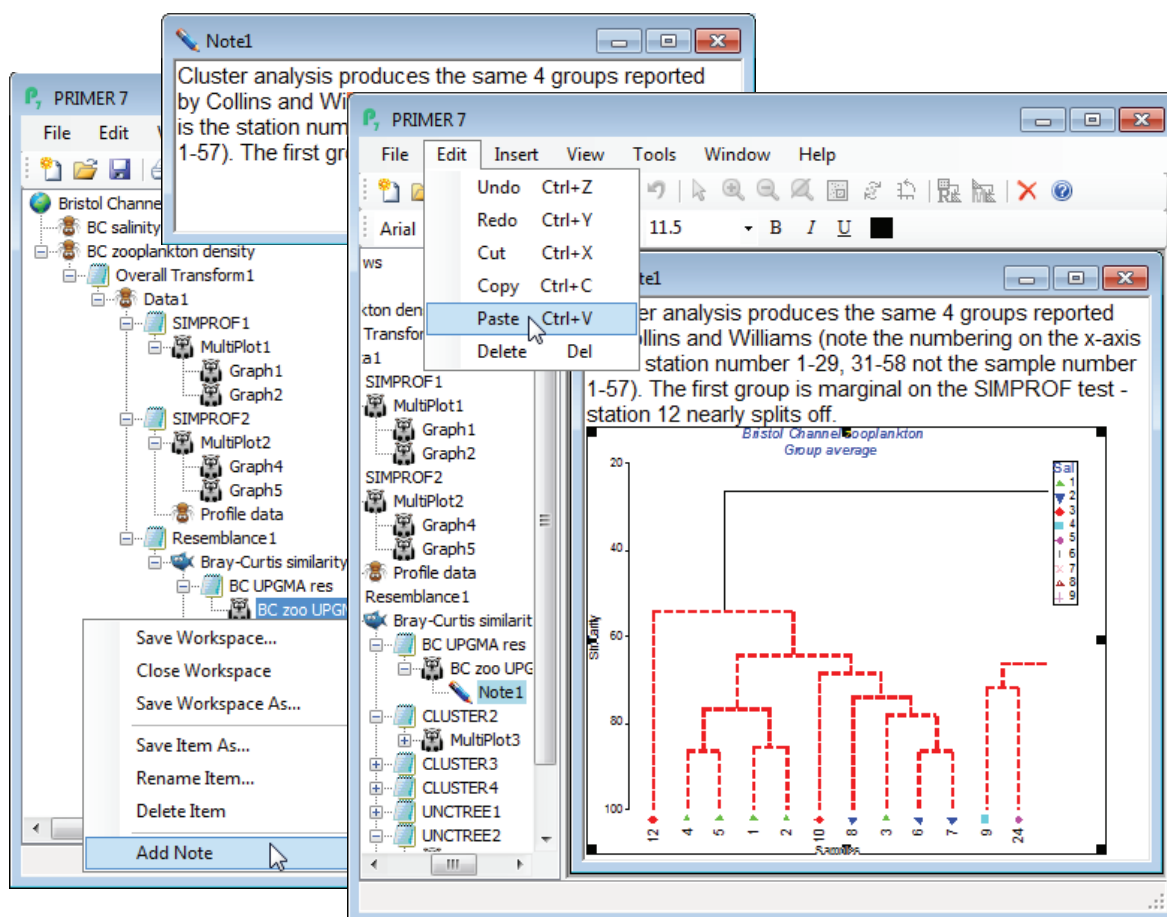 Note1
Cluster analysis produces the same 4 groups reported
by Collins and
is the station num
1-57). The first
PRIMER 7
File Edit
Bristol Channe
BC salinity
BC zooplankton density
Overall Transform1
Data1
SIMPROF1
MultiPlot1
Graph1
Graph2
SIMPROF2
MultiPlot2
Graph4
Graph5
Profile data
Resemblance1
Bray-Curtis similarity
BC UPGMA res
BC zoo UPGM
Save Workspace...
Close Workspace
Save Workspace As...
Save Item As...
Rename Item...
Delete Item
Add Note
PRIMER 7
File Edit Insert View Tools Window Help
Arial 11.5 B I U
Undo Ctrl+Z
Redo Ctrl+Y
Cut Ctrl+X
Copy Ctrl+C
Paste Ctrl+V
Delete Del
ws
kton den
Transfor
a1
SIMPROF1
MultiPlot1
Graph1
Graph2
SIMPROF2
MultiPlot2
Graph4
Graph5
Profile data
Resemblance1
Bray-Curtis similarit
BC UPGMA res
BC zoo UPG
Note1
CLUSTER2
MultiPlot3
CLUSTER3
CLUSTER4
UNCTREE1
UNCTREE2
te1
er analysis produces the same 4 groups reported
llins and Williams (note the numbering on the x-axis
station number 1-29, 31-58 not the sample number
1-57). The first group is marginal on the SIMPROF test -
station 12 nearly splits off.
Bristol Channel zooplankton
Group average
Sal
1
2
3
4
5
6
7
8
9
20
40
60
80
100
Similarity
12 4 5 1 2 10 8 3 6 7 9 24
Samples